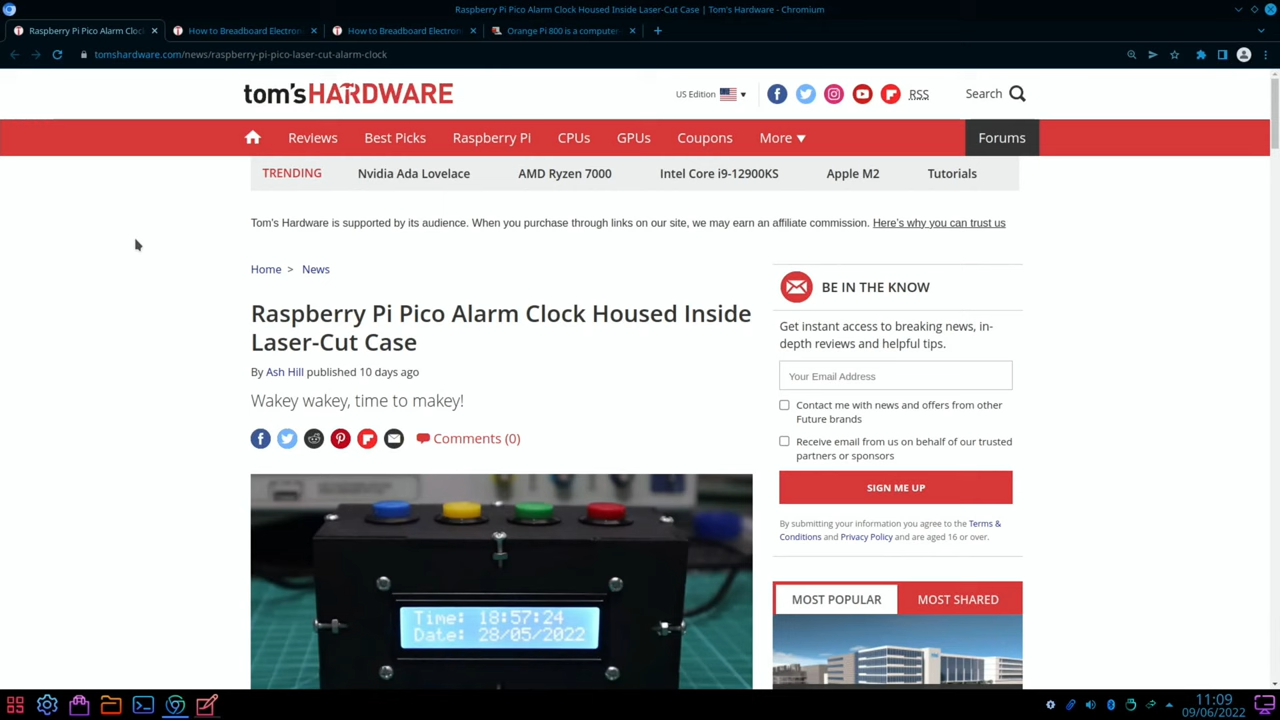 Raspberry Pi Pico Alarm Clock Housed Inside Laser-Cut Case | Tom's Hardware - Chromium
Raspberry Pi Pico Alarm Cloc
How to Breadboard Electron
How to Breadboard Electron
Orange Pi 800 is a computer
tomshardware.com/news/raspberry-pi-pico-laser-cut-alarm-clock
tom'sHARDWARE
US Edition
RSS
Search
Reviews
Best Picks
Raspberry Pi
CPUs
GPUs
Coupons
More
Forums
TRENDING
Nvidia Ada Lovelace
AMD Ryzen 7000
Intel Core i9-12900KS
Apple M2
Tutorials
Tom's Hardware is supported by its audience. When you purchase through links on our site, we may earn an affiliate commission. Here's why you can trust us
Home > News
Raspberry Pi Pico Alarm Clock Housed Inside
Laser-Cut Case
By Ash Hill published 10 days ago
Wakey wakey, time to makey!
Comments (0)
Time: 18:57:24
Date: 28/05/2022
BE IN THE KNOW
Get instant access to breaking news, in-
depth reviews and helpful tips.
Your Email Address
Contact me with news and offers from other
Future brands
Receive email from us on behalf of our trusted
partners or sponsors
SIGN ME UP
By submitting your information you agree to the Terms &
Conditions and Privacy Policy and are aged 16 or over.
MOST POPULAR
MOST SHARED
11:09
09/06/2022